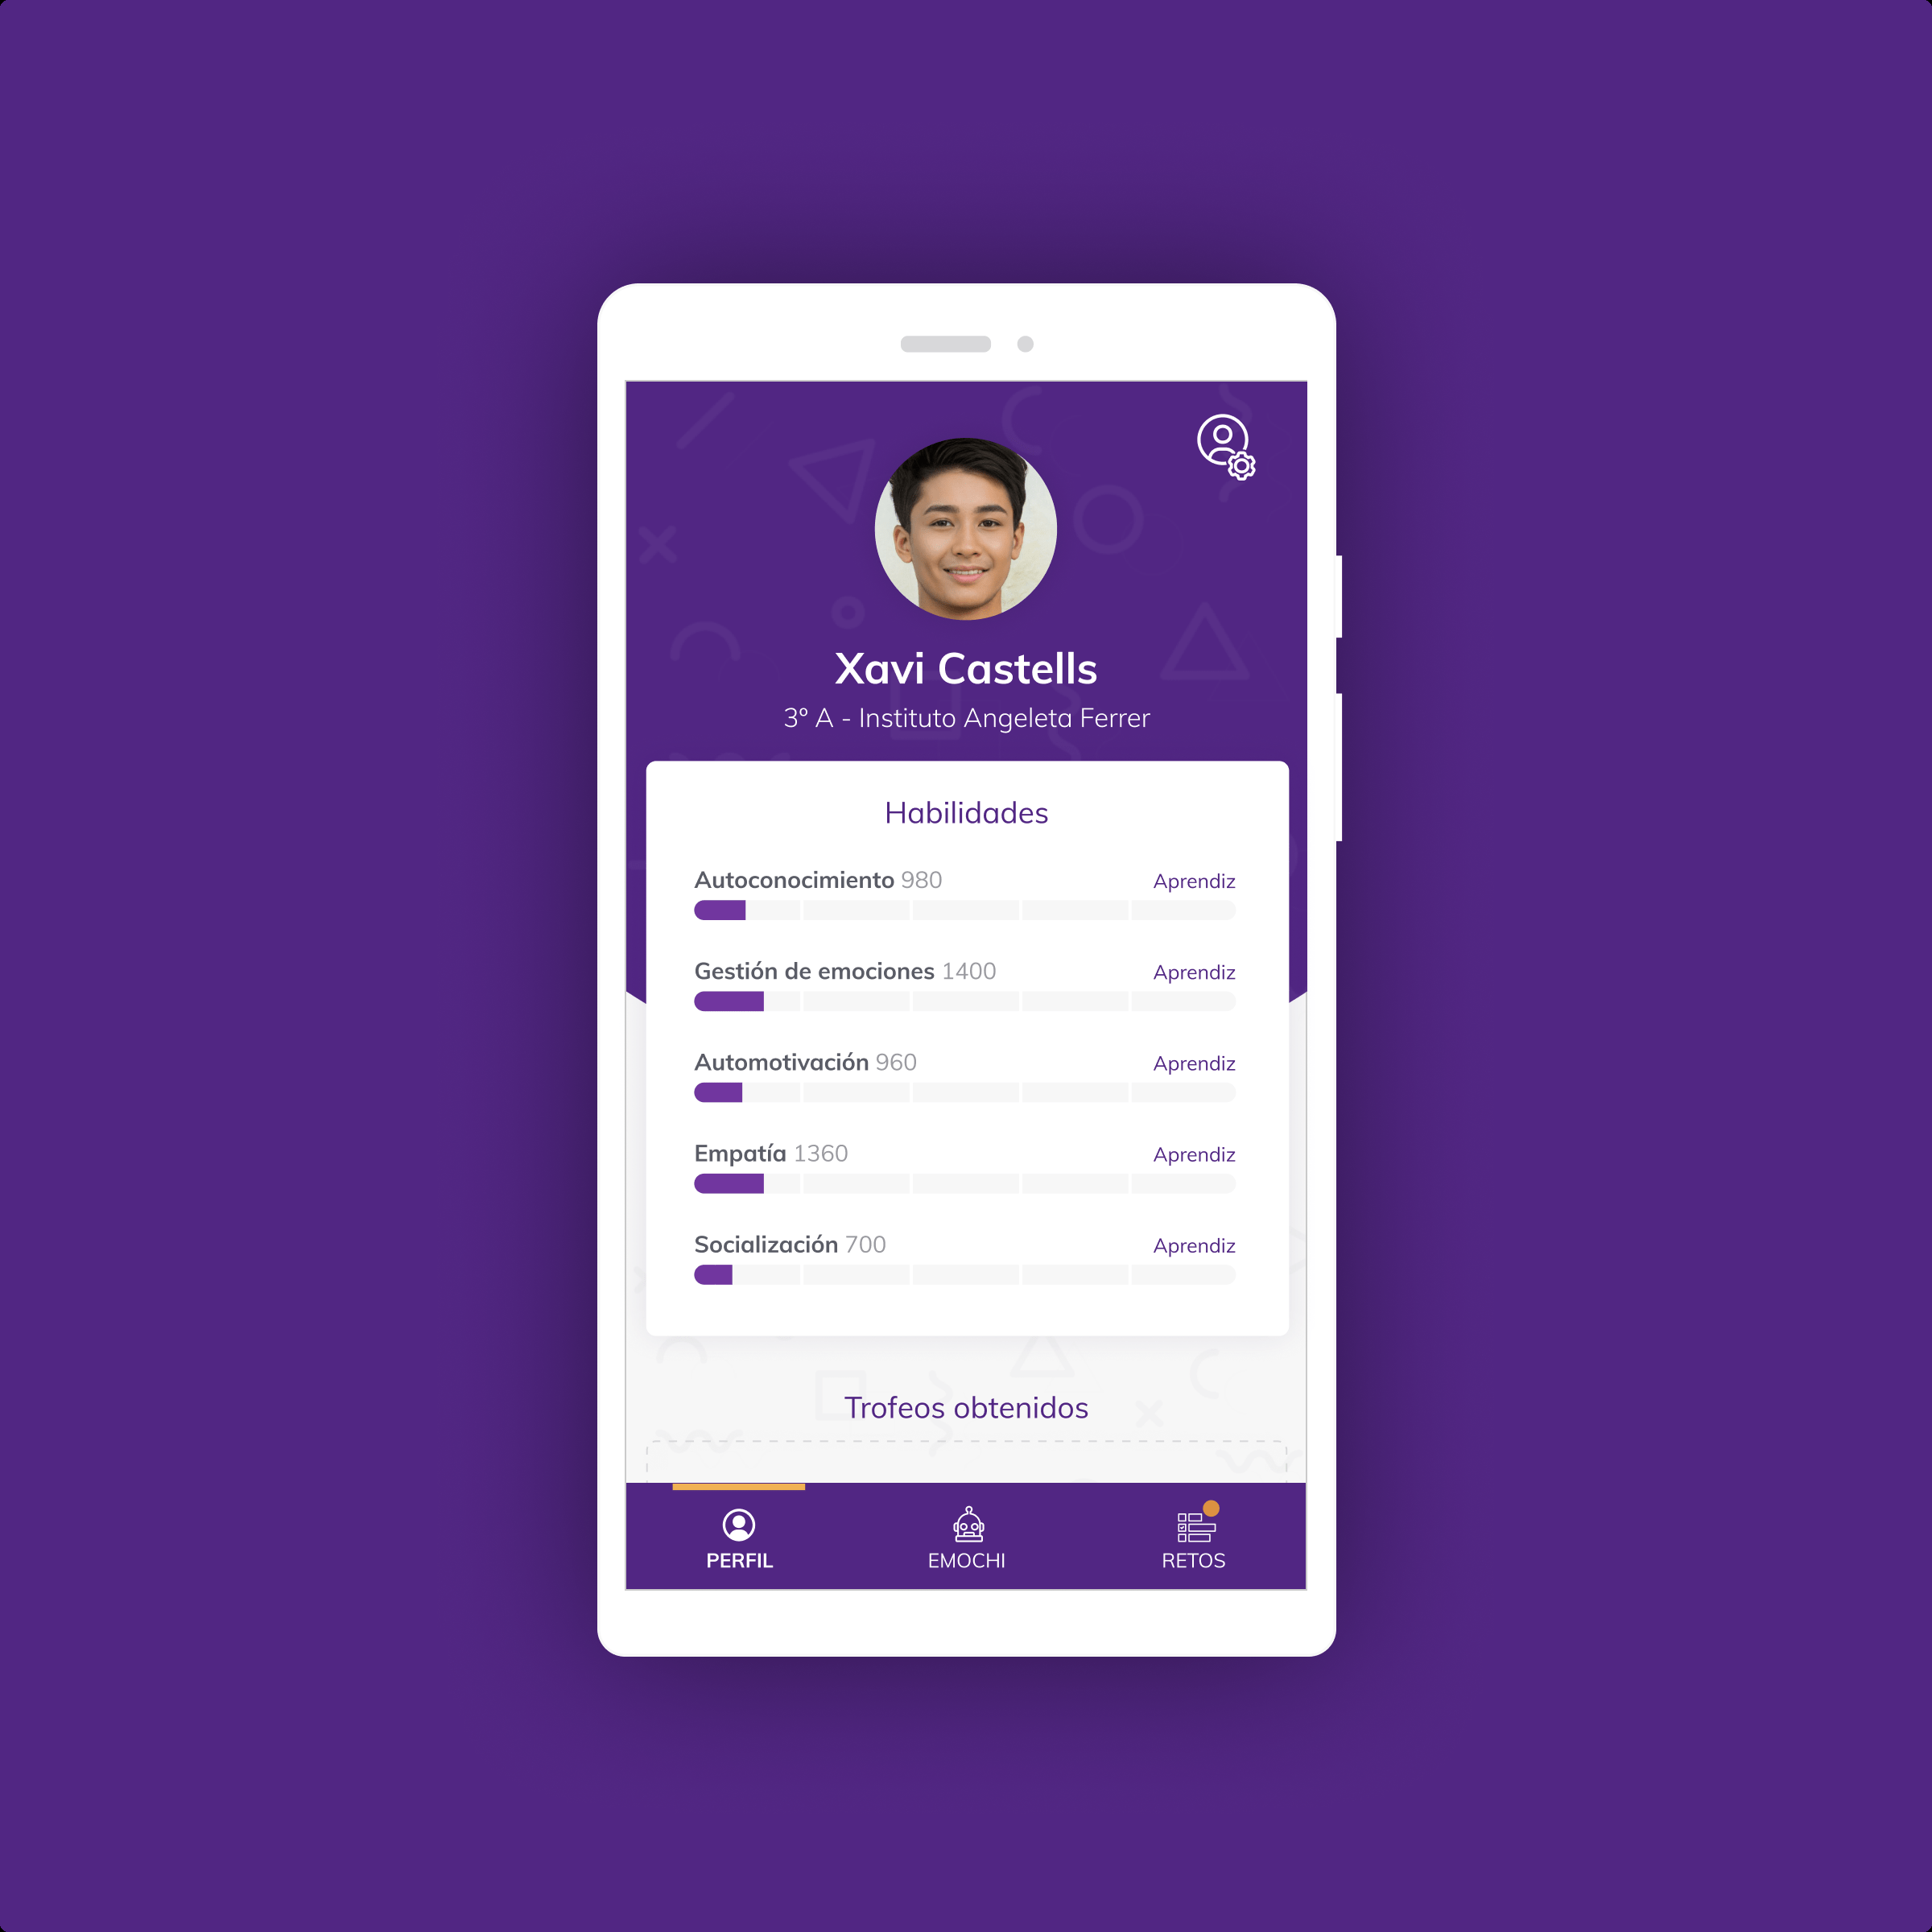 Xavi Castells
3º A - Instituto Angeleta Ferrer
Habilidades
Autoconocimiento 980 Aprendiz
Gestión de emociones 1400 Aprendiz
Automotivación 960 Aprendiz
Empatía 1360 Aprendiz
Socialización 700 Aprendiz
Trofeos obtenidos
PERFIL EMOCHI RETOS